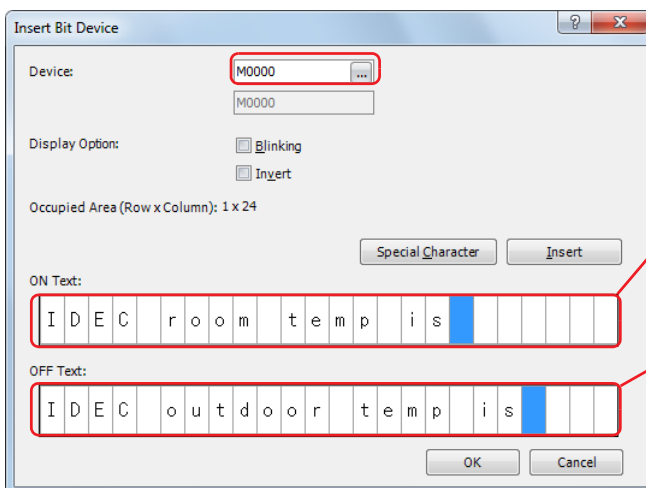 Insert Bit Device
Device: M0000 ...
M0000
Display Option: Blinking
Invert
Occupied Area (Row x Column): 1 x 24
Special Character Insert
ON Text:
IDEC room temp is
OFF Text:
IDEC outdoor temp is
OK Cancel